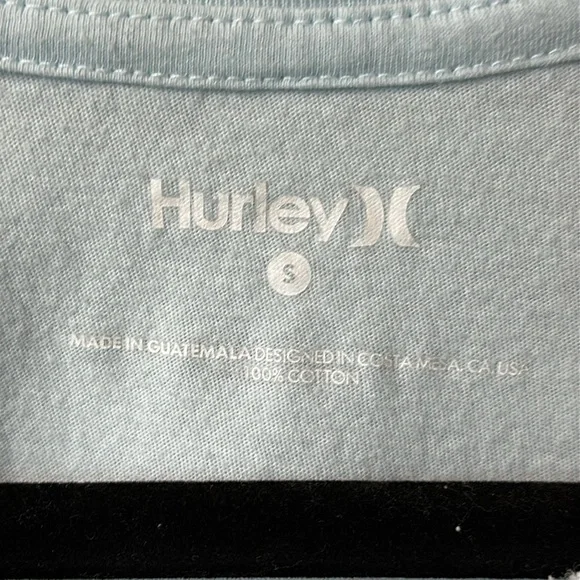 Hurley
S
MADE IN GUATEMALA.DESIGNED IN COSTA MESA, CA, USA
100% COTTON